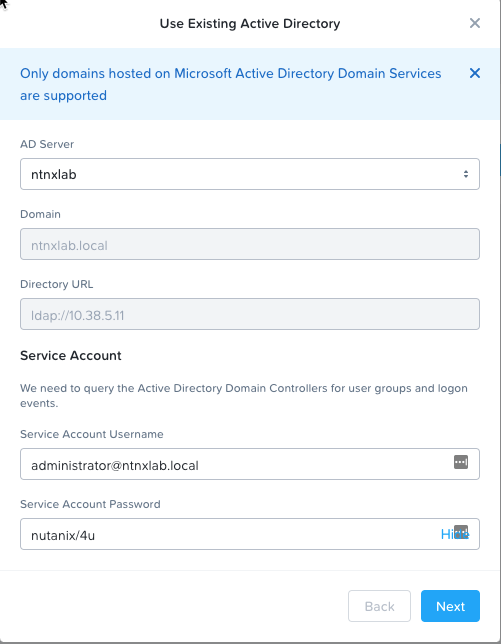 Use Existing Active Directory
Only domains hosted on Microsoft Active Directory Domain Services
are supported
AD Server
ntnxlab
Domain
ntnxlab.local
Directory URL
ldap://10.38.5.11
Service Account
We need to query the Active Directory Domain Controllers for user groups and logon
events.
Service Account Username
administrator@ntnxlab.local
Service Account Password
nutanix/4u
Back
Next